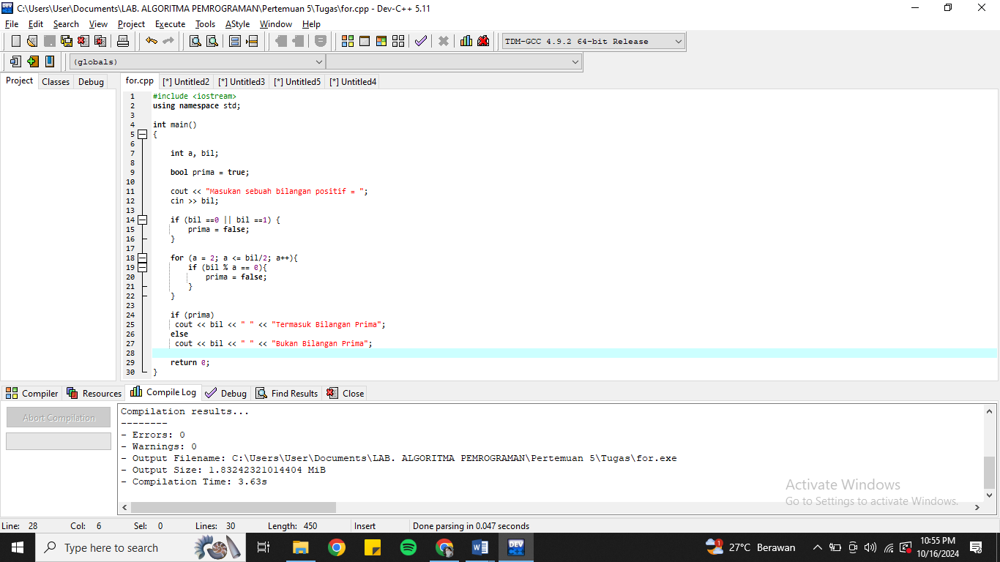 C:\Users\User\Documents\LAB. ALGORITMA PEMROGRAMAN\Pertemuan 5\Tugas\for.cpp - Dev-C++ 5.11
File Edit Search View Project Execute Tools AStyle Window Help
TDM-GCC 4.9.2 64-bit Release
(globals)
Project Classes Debug
for.cpp [*] Untitled2 [*] Untitled3 [*] Untitled5 [*] Untitled4
1 #include <iostream>
2 using namespace std;
3
4 int main()
5 {
6
7 int a, bil;
8
9 bool prima = true;
10
11 cout << "Masukan sebuah bilangan positif = ";
12 cin >> bil;
13
14 if (bil ==0 || bil ==1) {
15 prima = false;
16 }
17
18 for (a = 2; a <= bil/2; a++){
19 if (bil % a == 0){
20 prima = false;
21 }
22 }
23
24 if (prima)
25 cout << bil << " " << "Termasuk Bilangan Prima";
26 else
27 cout << bil << " " << "Bukan Bilangan Prima";
28
29 return 0;
30 }
Compiler Resources Compile Log Debug Find Results Close
Abort Compilation
Compilation results...
--------
- Errors: 0
- Warnings: 0
- Output Filename: C:\Users\User\Documents\LAB. ALGORITMA PEMROGRAMAN\Pertemuan 5\Tugas\for.exe
- Output Size: 1.83242321014404 MiB
- Compilation Time: 3.63s
Activate Windows
Go to Settings to activate Windows.
Line: 28 Col: 6 Sel: 0 Lines: 30 Length: 450 Insert Done parsing in 0.047 seconds
Type here to search
DEV
1
27°C Berawan
10:55 PM
10/16/2024